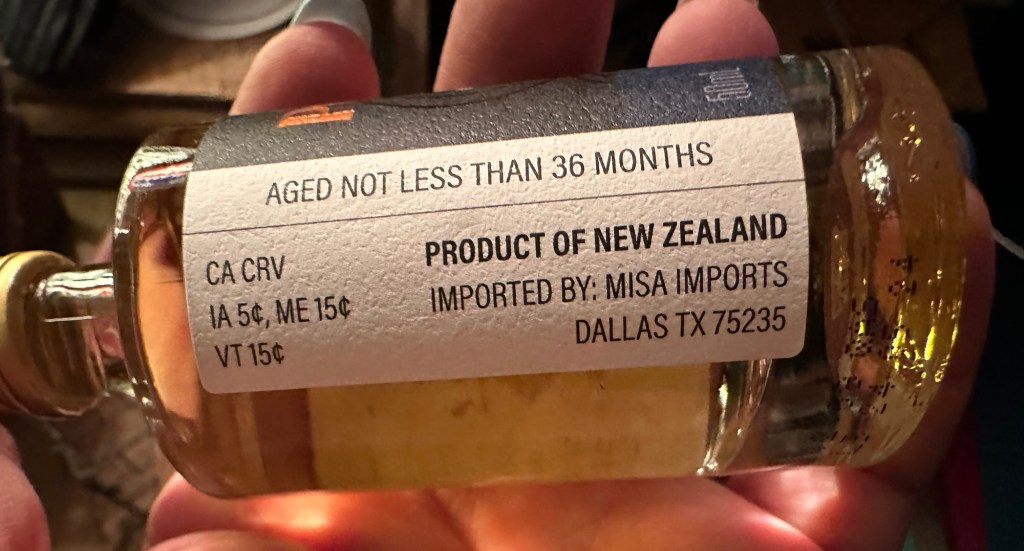 50ml
AGED NOT LESS THAN 36 MONTHS
CA CRV
IA 5¢, ME 15¢
VT 15¢
PRODUCT OF NEW ZEALAND
IMPORTED BY: MISA IMPORTS
DALLAS TX 75235